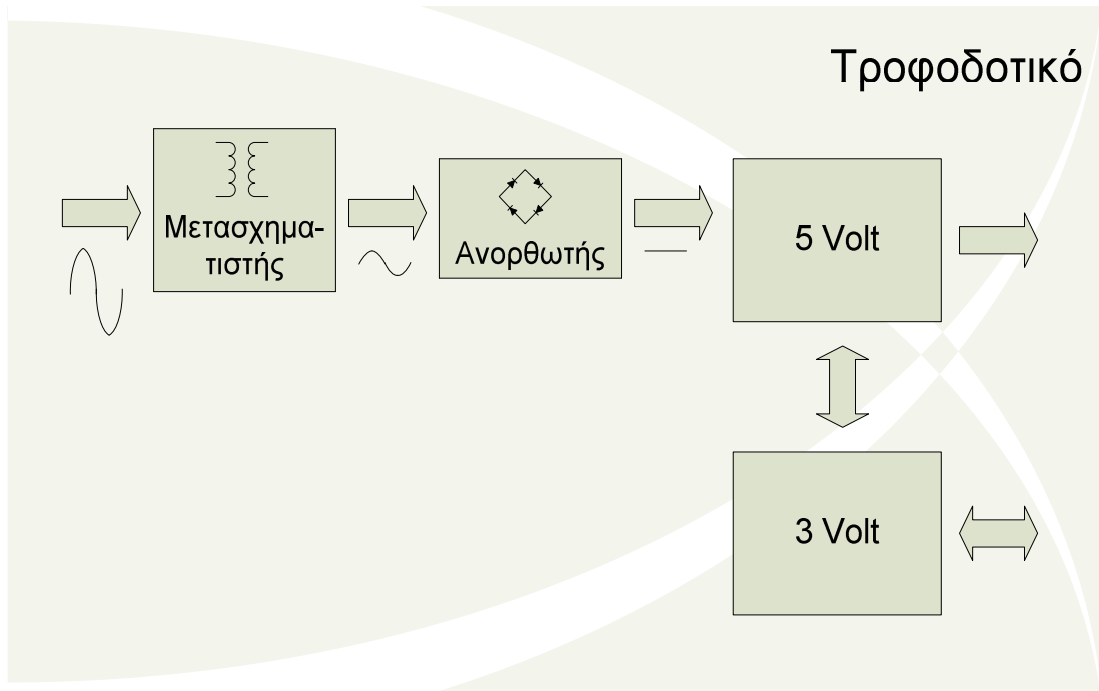 Τροφοδοτικό
Μετασχημα-
τιστής
Ανορθωτής
5 Volt
3 Volt